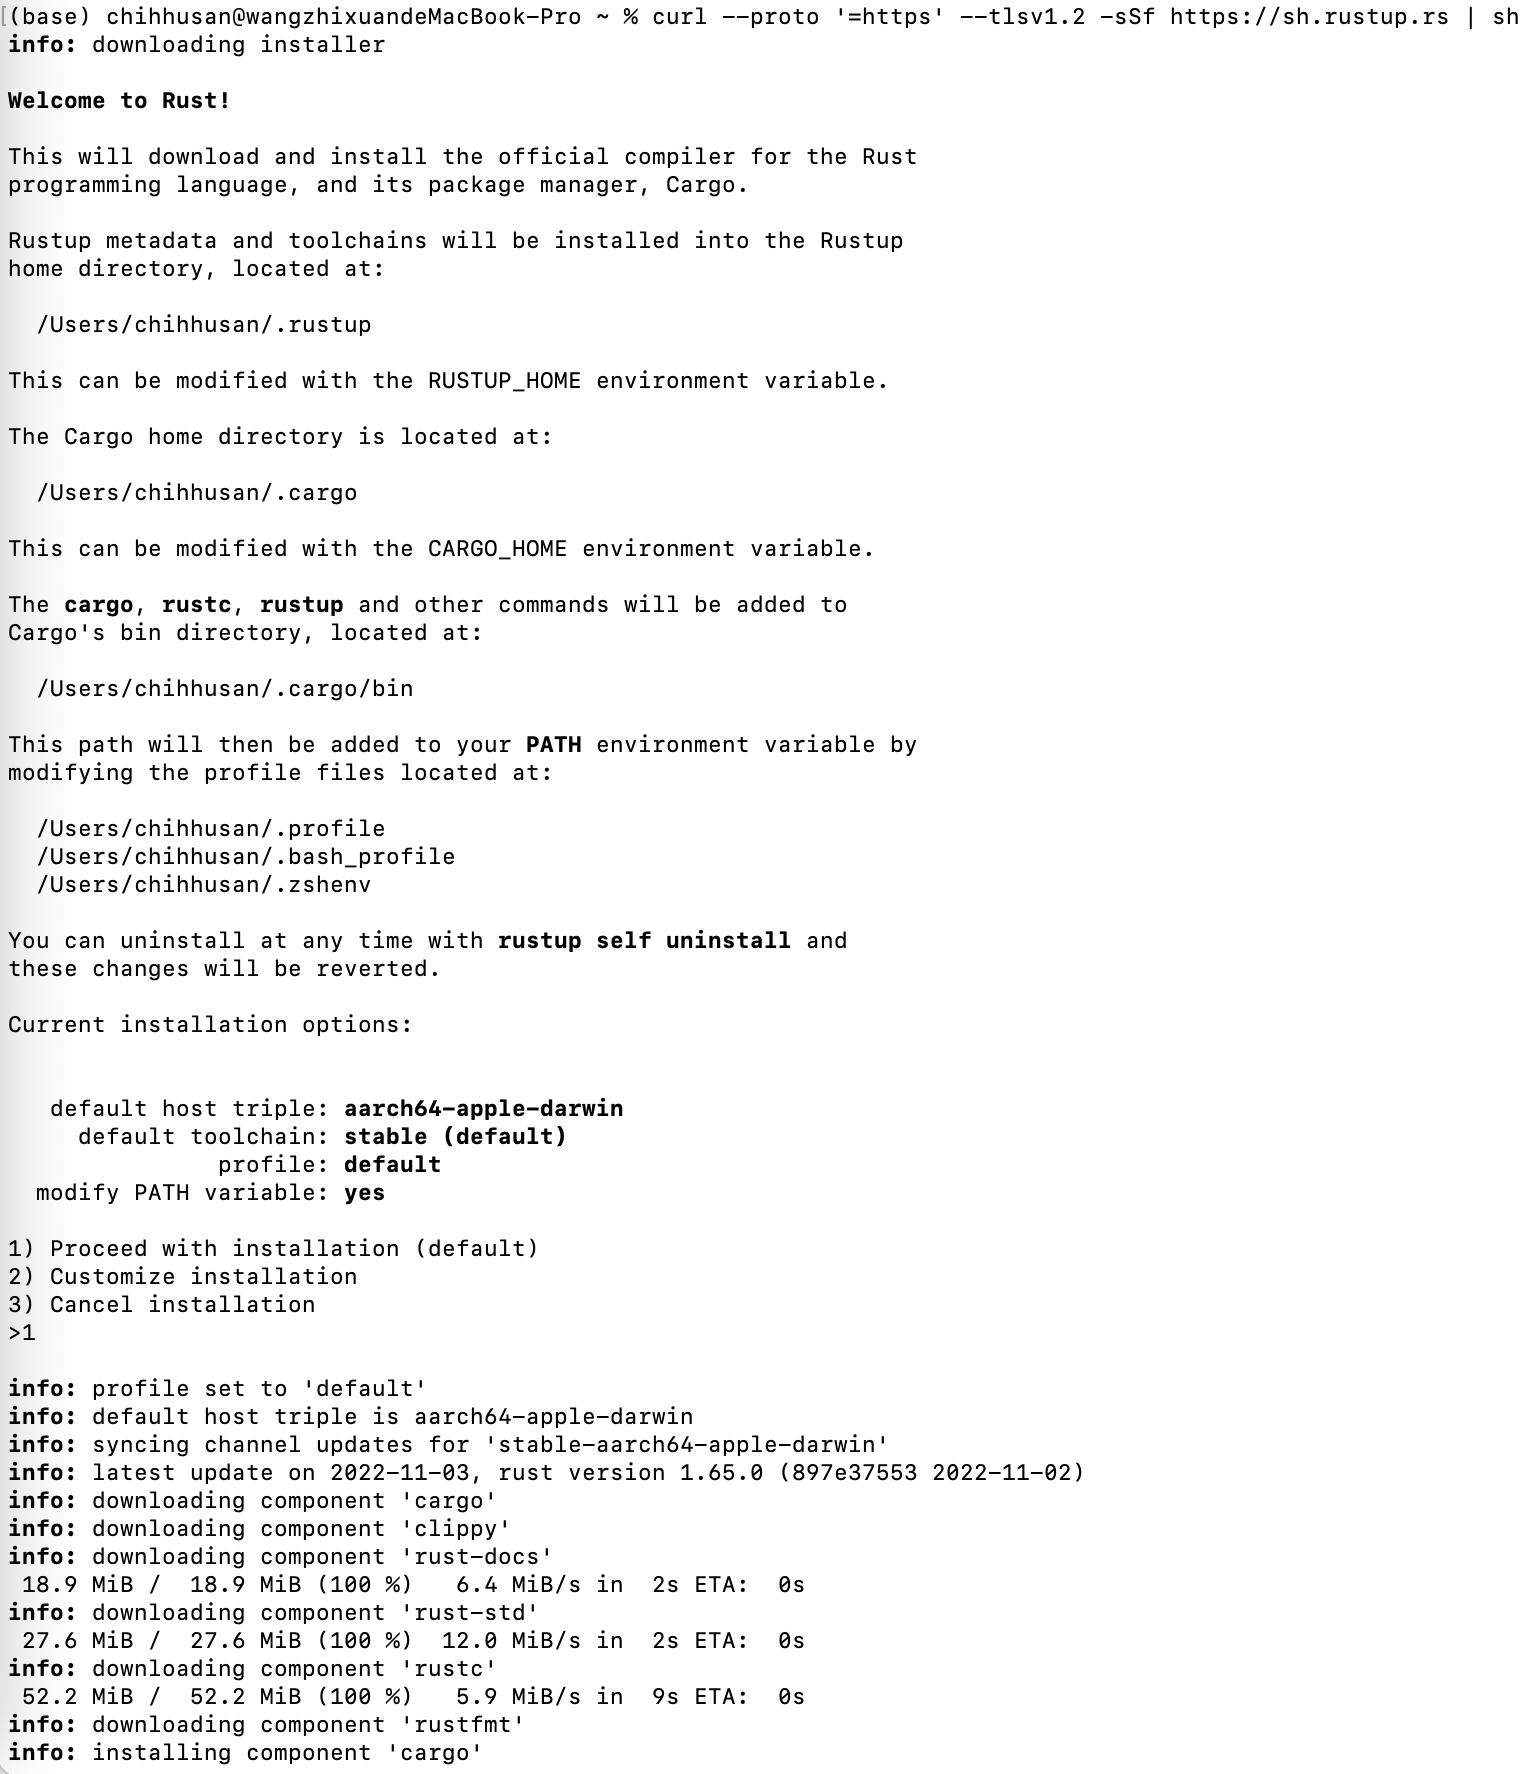 (base) chihhusan@wangzhixuandeMacBook-Pro ~ % curl --proto '=https' --tlsv1.2 -sSf https://sh.rustup.rs | sh
info: downloading installer

Welcome to Rust!

This will download and install the official compiler for the Rust
programming language, and its package manager, Cargo.

Rustup metadata and toolchains will be installed into the Rustup
home directory, located at:

  /Users/chihhusan/.rustup

This can be modified with the RUSTUP_HOME environment variable.

The Cargo home directory is located at:

  /Users/chihhusan/.cargo

This can be modified with the CARGO_HOME environment variable.

The cargo, rustc, rustup and other commands will be added to
Cargo's bin directory, located at:

  /Users/chihhusan/.cargo/bin

This path will then be added to your PATH environment variable by
modifying the profile files located at:

  /Users/chihhusan/.profile
  /Users/chihhusan/.bash_profile
  /Users/chihhusan/.zshenv

You can uninstall at any time with rustup self uninstall and
these changes will be reverted.

Current installation options:


   default host triple: aarch64-apple-darwin
     default toolchain: stable (default)
               profile: default
  modify PATH variable: yes

1) Proceed with installation (default)
2) Customize installation
3) Cancel installation
>1

info: profile set to 'default'
info: default host triple is aarch64-apple-darwin
info: syncing channel updates for 'stable-aarch64-apple-darwin'
info: latest update on 2022-11-03, rust version 1.65.0 (897e37553 2022-11-02)
info: downloading component 'cargo'
info: downloading component 'clippy'
info: downloading component 'rust-docs'
 18.9 MiB /  18.9 MiB (100 %)   6.4 MiB/s in  2s ETA:  0s
info: downloading component 'rust-std'
 27.6 MiB /  27.6 MiB (100 %)  12.0 MiB/s in  2s ETA:  0s
info: downloading component 'rustc'
 52.2 MiB /  52.2 MiB (100 %)   5.9 MiB/s in  9s ETA:  0s
info: downloading component 'rustfmt'
info: installing component 'cargo'